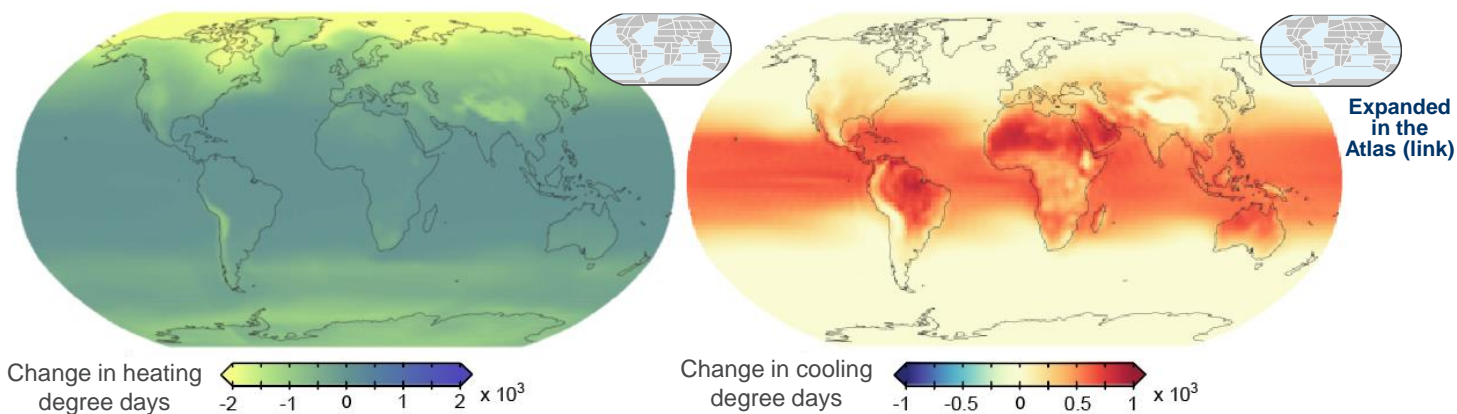 Expanded
in the
Atlas (link)
Change in heating
degree days
-2 -1 0 1 2 x 10³
Change in cooling
degree days
-1 -0.5 0 0.5 1 x 10³